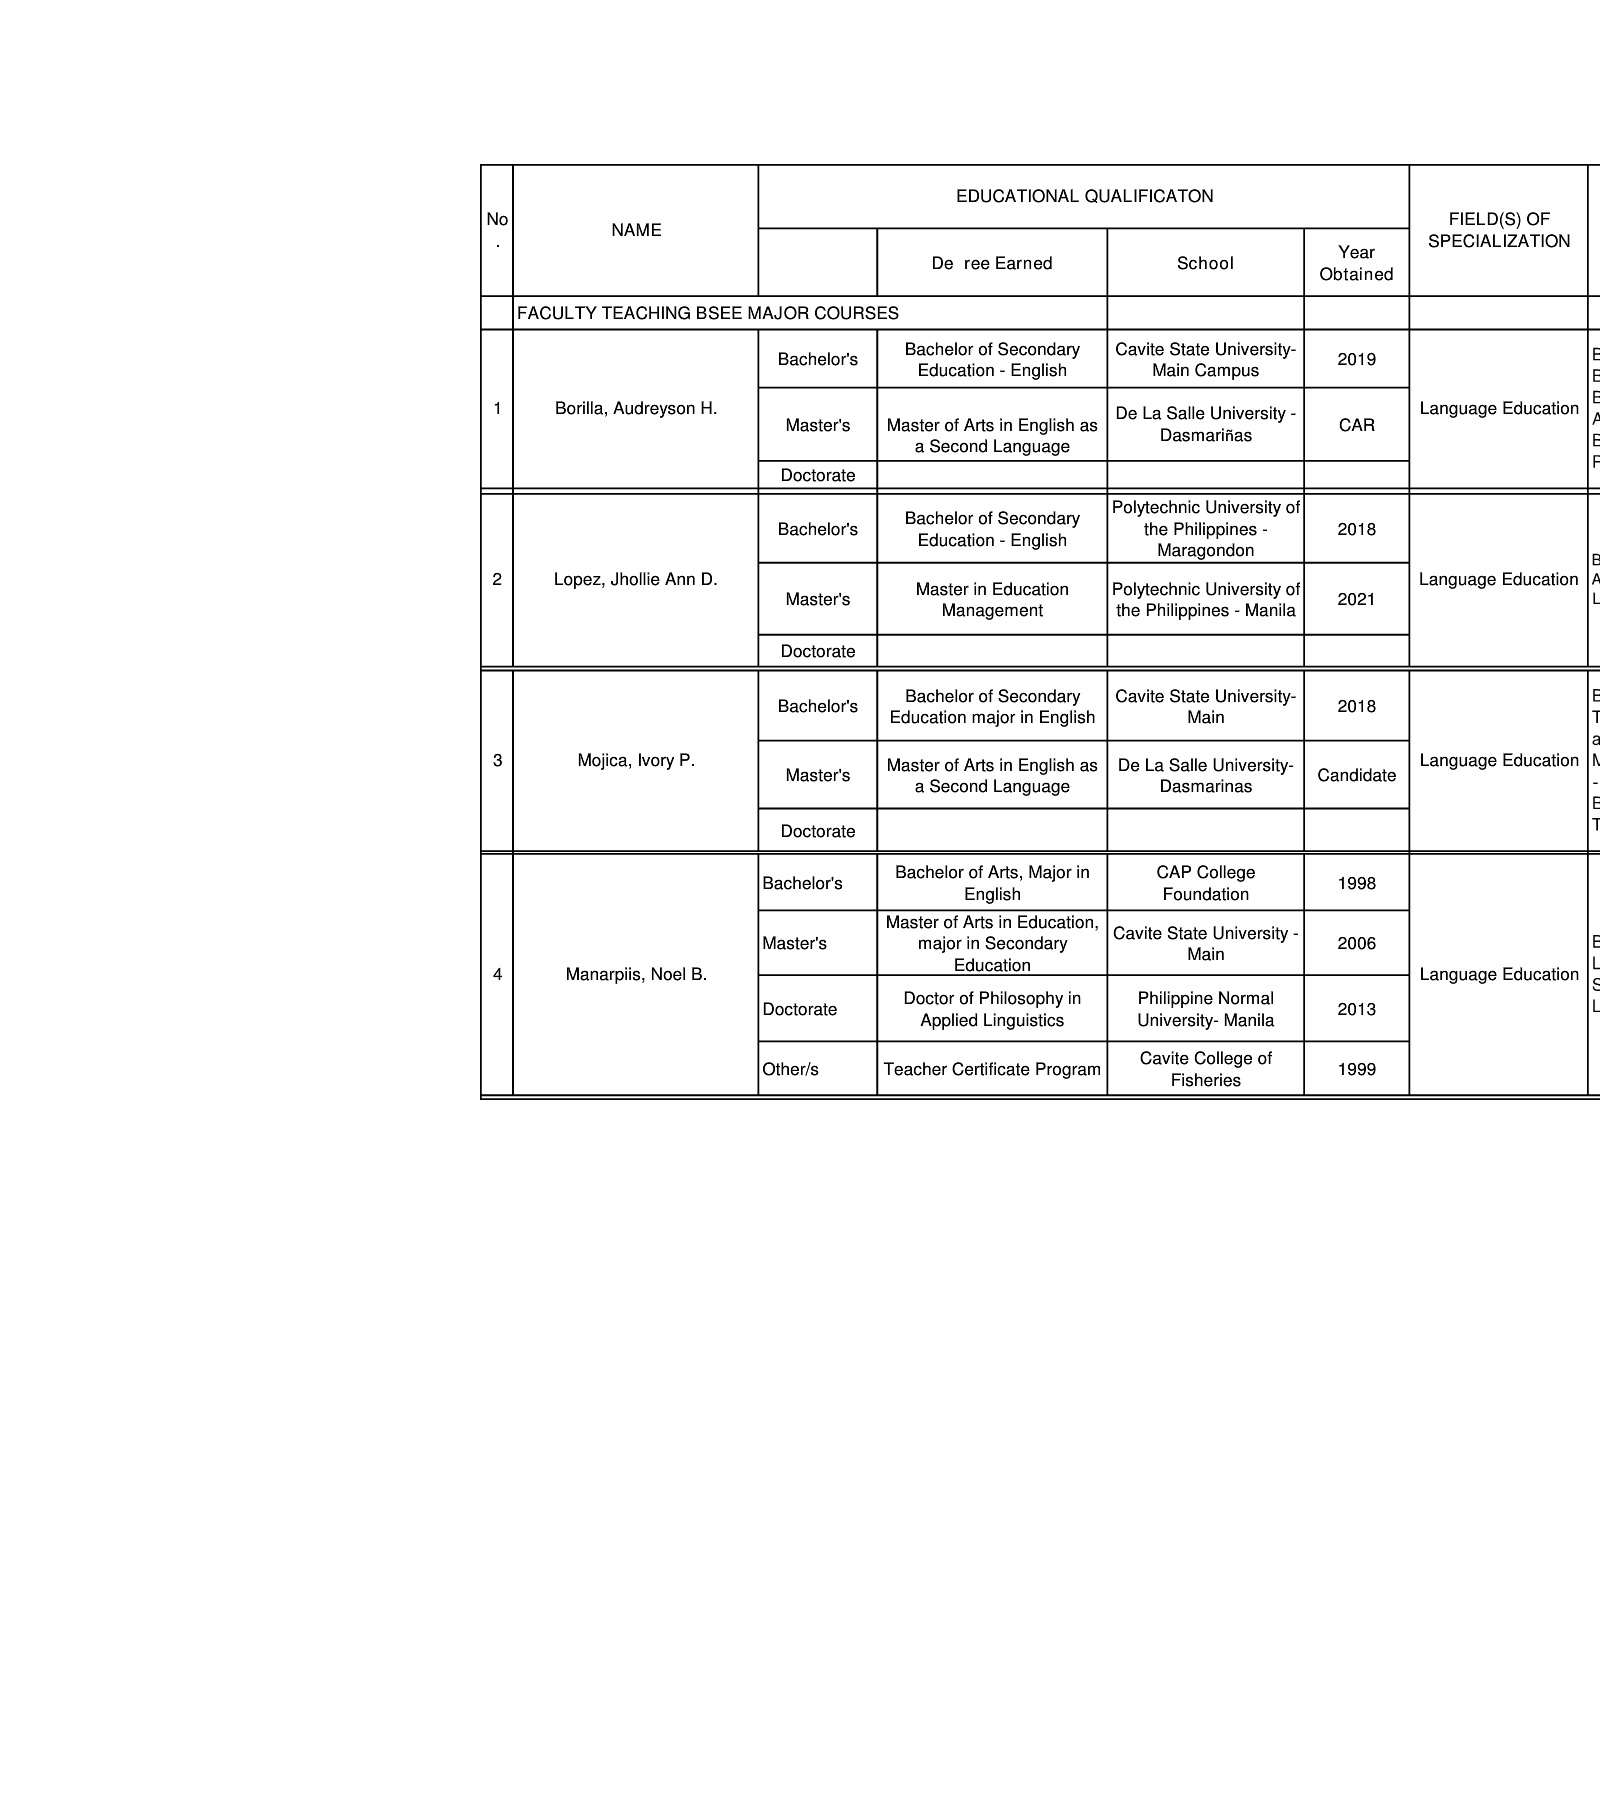 No
.
NAME
EDUCATIONAL QUALIFICATON
De ree Earned
School
Year
Obtained
FIELD(S) OF
SPECIALIZATION
FACULTY TEACHING BSEE MAJOR COURSES
1
Borilla, Audreyson H.
Bachelor's
Bachelor of Secondary
Education - English
Cavite State University-
Main Campus
2019
Master's
Master of Arts in English as
a Second Language
De La Salle University -
Dasmariñas
CAR
Doctorate
Language Education
2
Lopez, Jhollie Ann D.
Bachelor's
Bachelor of Secondary
Education - English
Polytechnic University of
the Philippines -
Maragondon
2018
Master's
Master in Education
Management
Polytechnic University of
the Philippines - Manila
2021
Doctorate
Language Education
3
Mojica, Ivory P.
Bachelor's
Bachelor of Secondary
Education major in English
Cavite State University-
Main
2018
Master's
Master of Arts in English as
a Second Language
De La Salle University-
Dasmarinas
Candidate
Doctorate
Language Education
4
Manarpiis, Noel B.
Bachelor's
Bachelor of Arts, Major in
English
CAP College
Foundation
1998
Master's
Master of Arts in Education,
major in Secondary
Education
Cavite State University -
Main
2006
Doctorate
Doctor of Philosophy in
Applied Linguistics
Philippine Normal
University- Manila
2013
Other/s
Teacher Certificate Program
Cavite College of
Fisheries
1999
Language Education